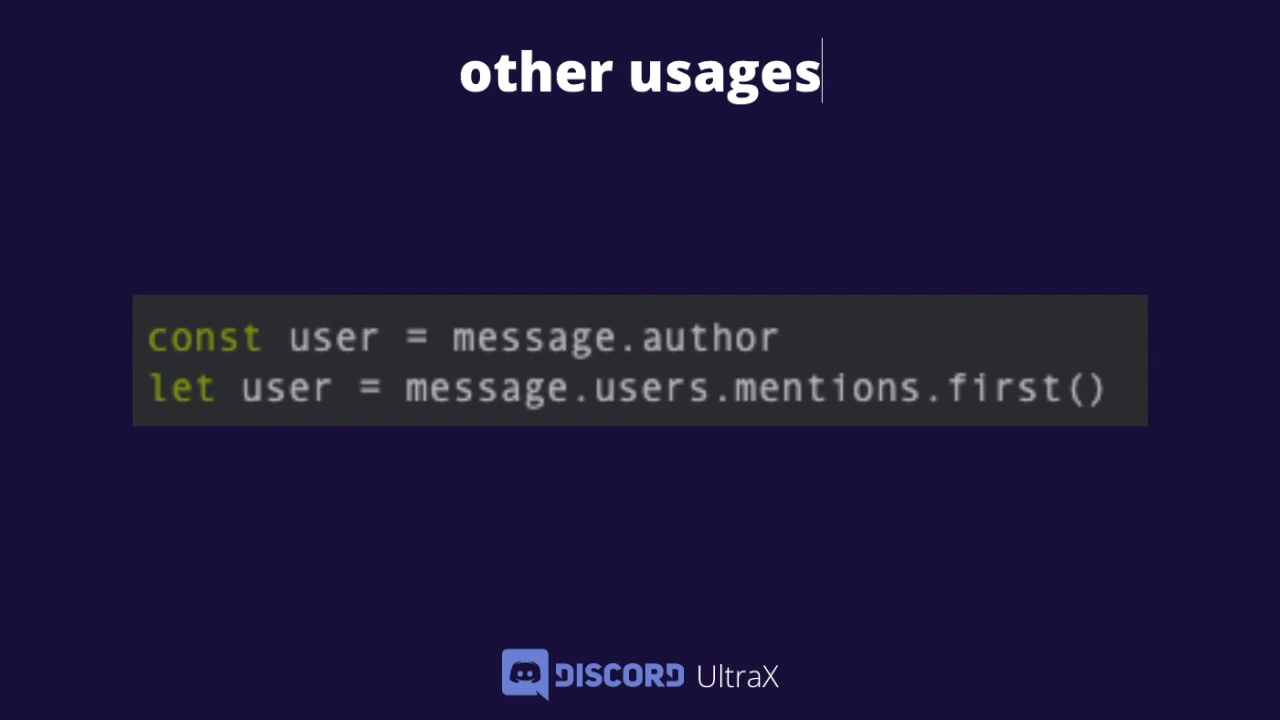 other usages
const user = message.author
let user = message.users.mentions.first()
DISCORD UltraX